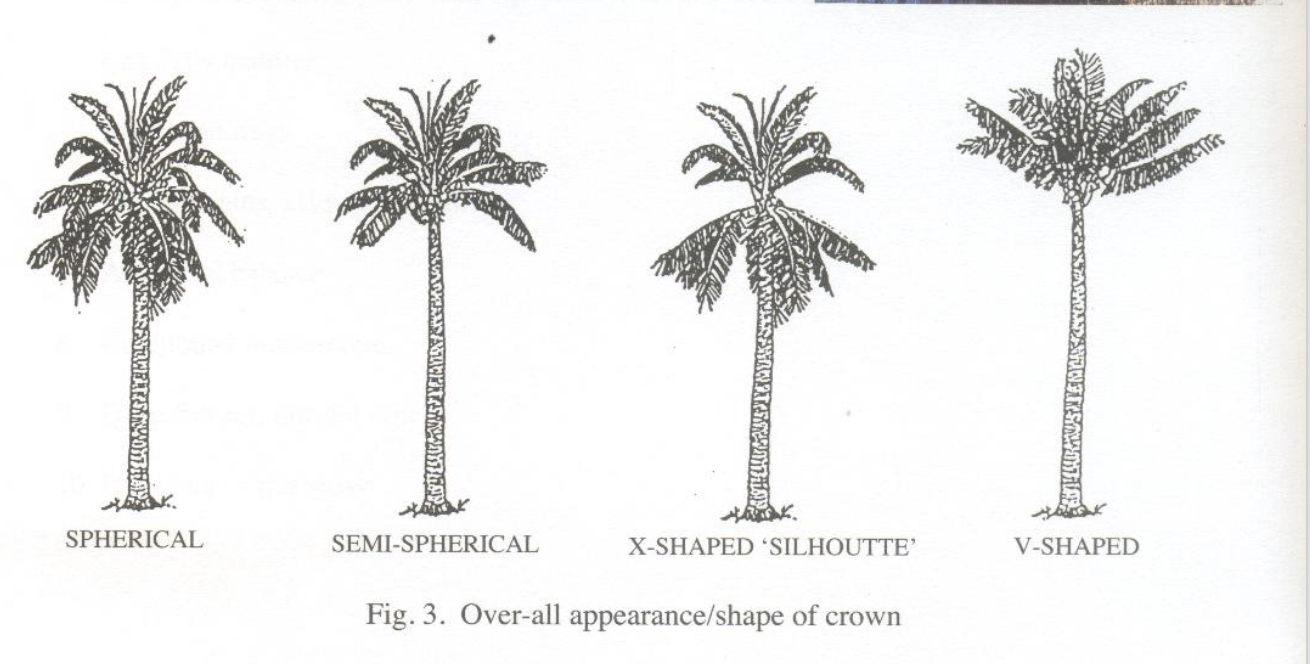 SPHERICAL
SEMI-SPHERICAL
X-SHAPED ‘SILHOUTTE’
V-SHAPED
Fig. 3. Over-all appearance/shape of crown